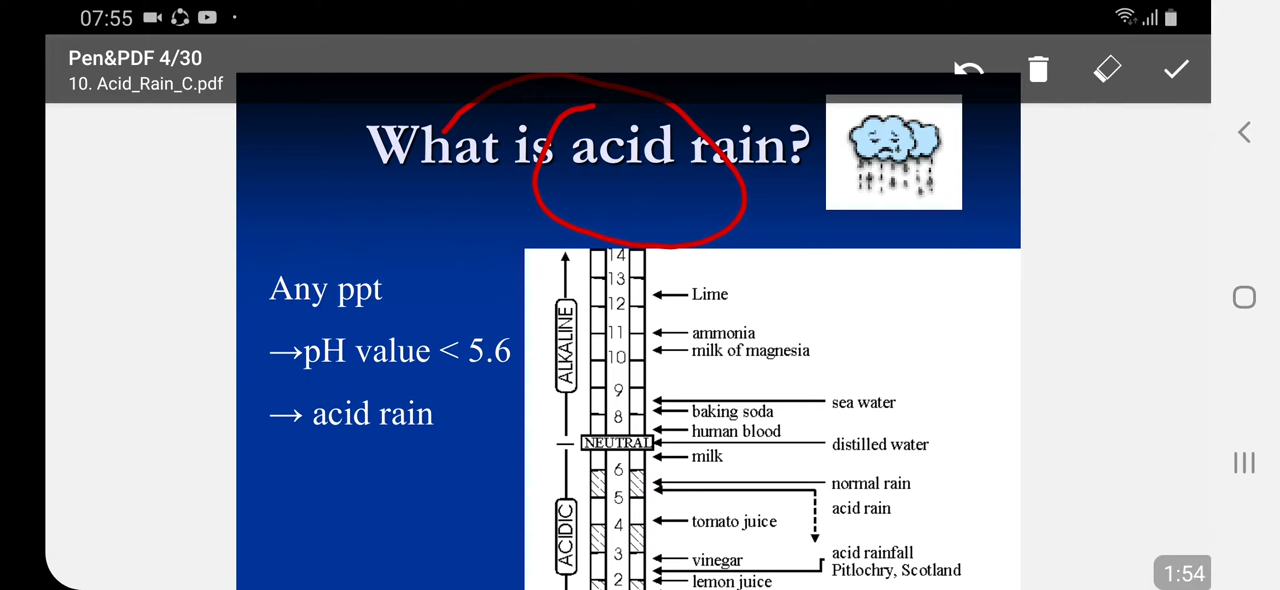 07:55
Pen&PDF 4/30
10. Acid_Rain_C.pdf
What is acid rain?
Any ppt
→pH value < 5.6
→ acid rain
14
13
12
11
10
9
8
NEUTRAL
6
5
4
3
2
ALKALINE
ACIDIC
Lime
ammonia
milk of magnesia
sea water
baking soda
human blood
distilled water
milk
normal rain
acid rain
tomato juice
vinegar
acid rainfall
Pitlochry, Scotland
lemon juice
1:54